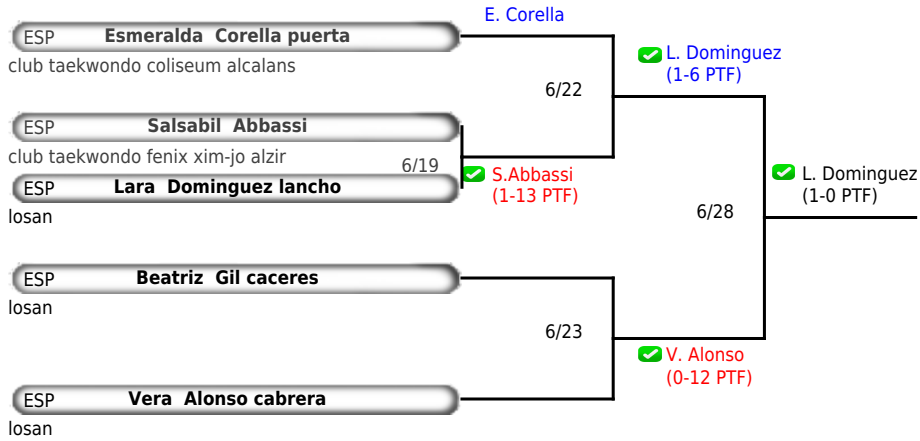 E. Corella
ESP Esmeralda Corella puerta
club taekwondo coliseum alcalans
L. Dominguez
(1-6 PTF)
6/22
ESP Salsabil Abbassi
club taekwondo fenix xim-jo alzir
6/19
S.Abbassi
(1-13 PTF)
ESP Lara Dominguez lancho
losan
L. Dominguez
(1-0 PTF)
6/28
ESP Beatriz Gil caceres
losan
6/23
V. Alonso
(0-12 PTF)
ESP Vera Alonso cabrera
losan